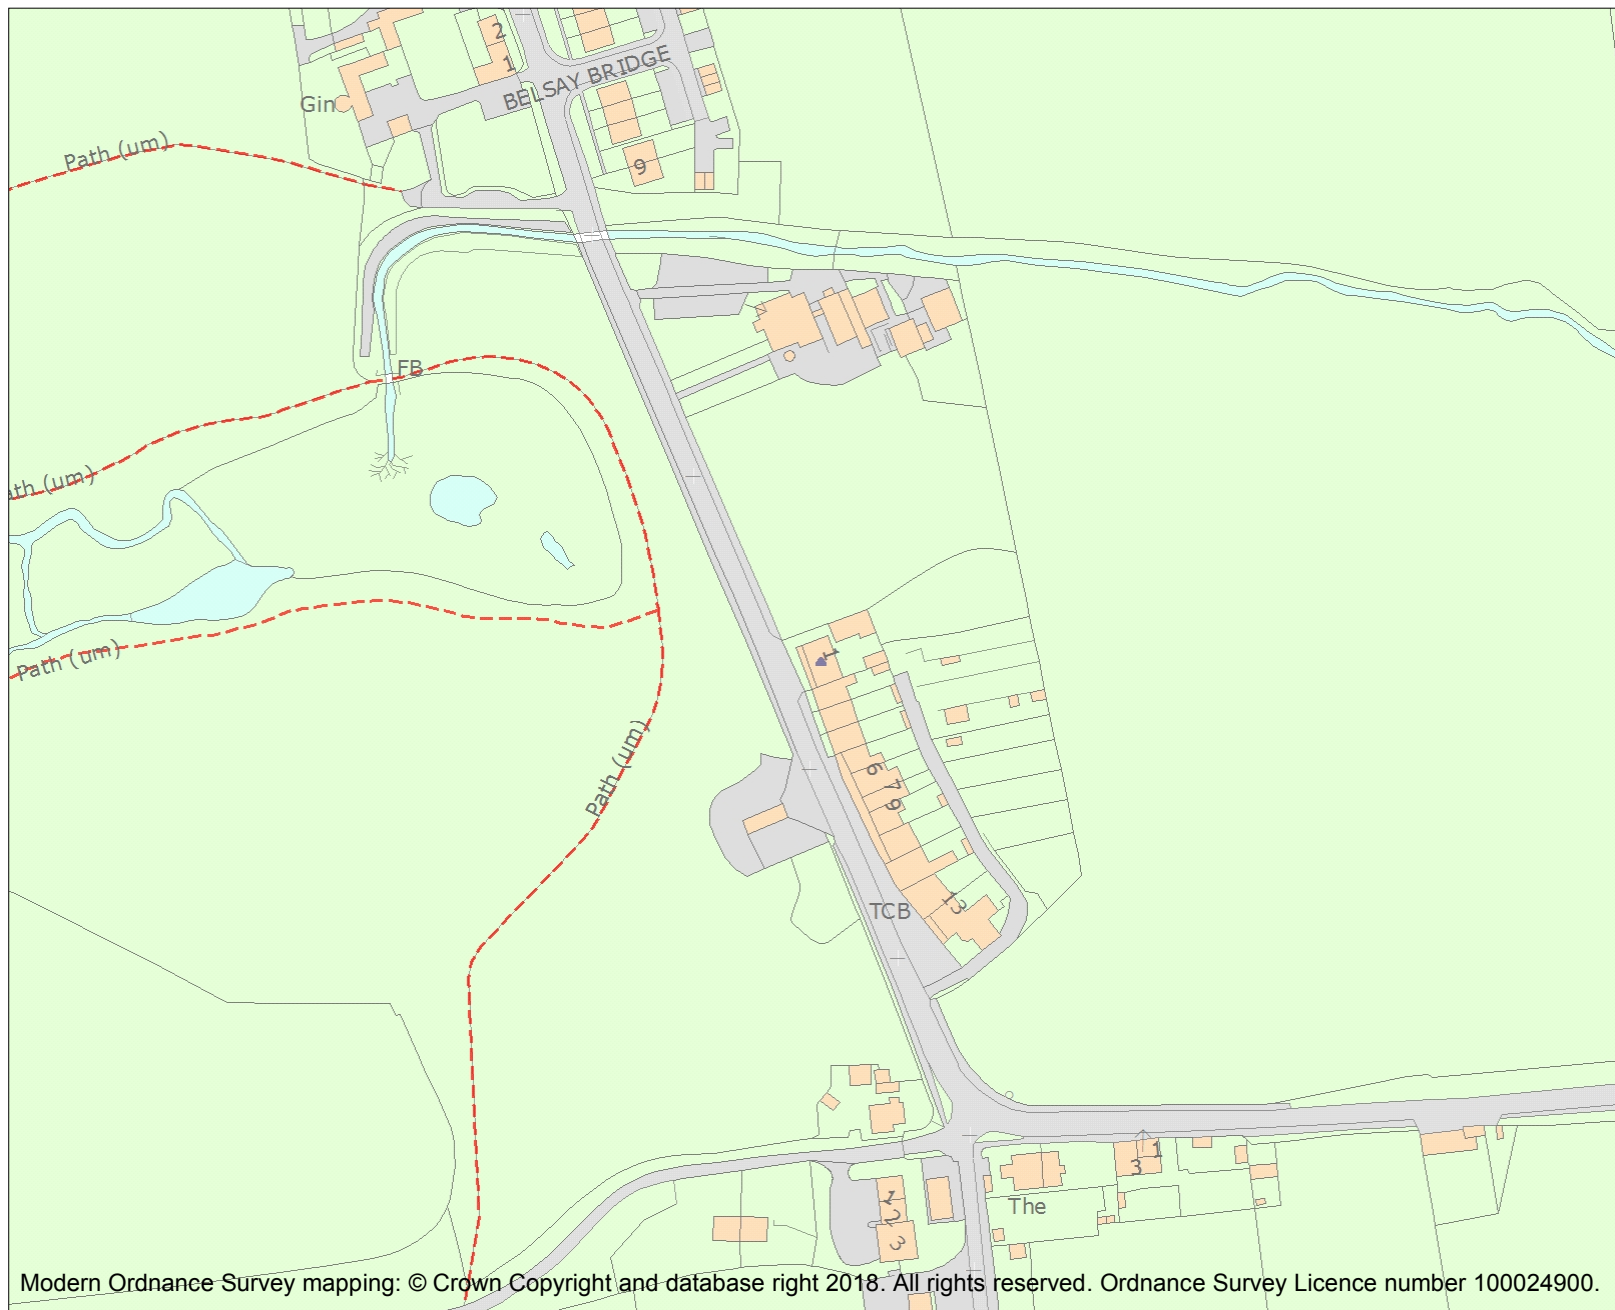 2
1
BELSAY BRIDGE
Gin
Path (um)
9
FB
ath (um)
1
Path (um)
Path (um)
6
7
9
13
TCB
1
3
The
1
2
3
Modern Ordnance Survey mapping: © Crown Copyright and database right 2018. All rights reserved. Ordnance Survey Licence number 100024900.